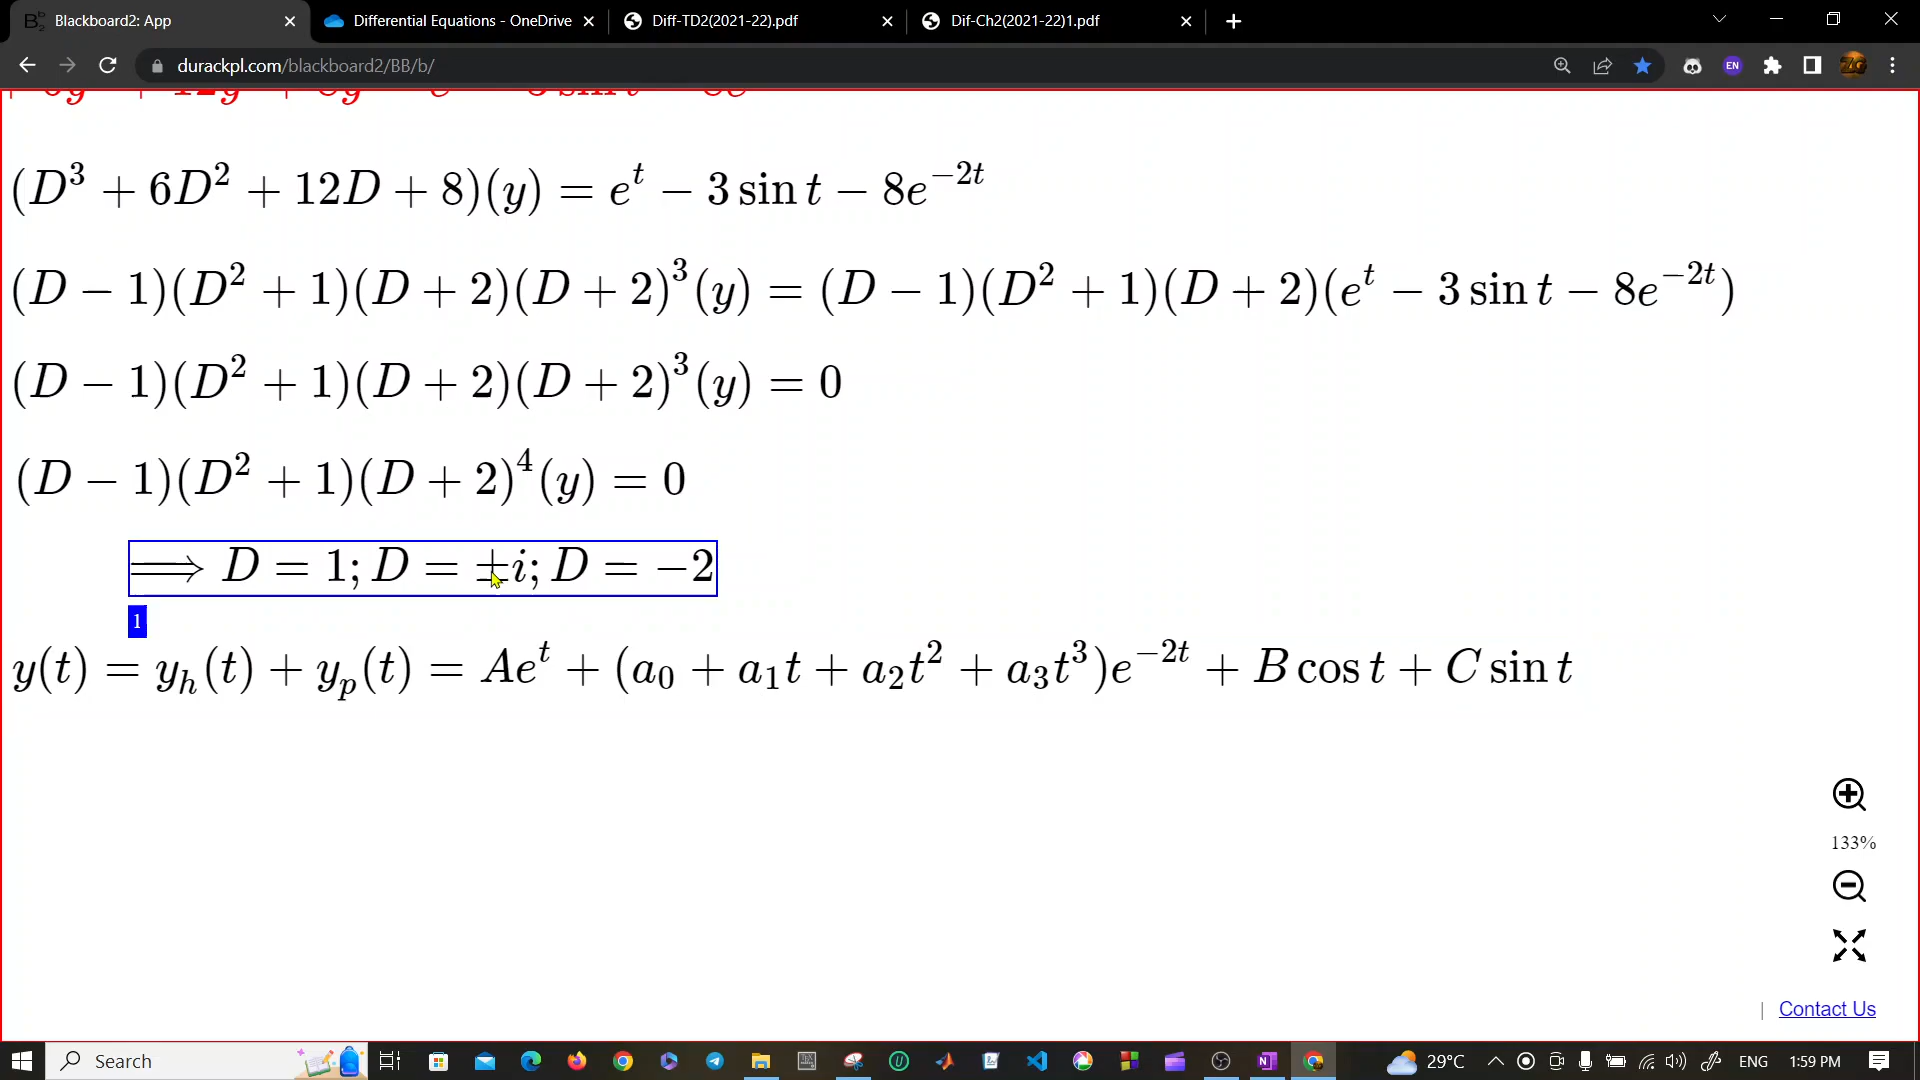 Blackboard2: App
Differential Equations - OneDrive
Diff-TD2(2021-22).pdf
Dif-Ch2(2021-22)1.pdf
durackpl.com/blackboard2/BB/b/
EN
(D³ + 6D² + 12D + 8)(y) = eᵗ − 3 sin t − 8e⁻²ᵗ
(D − 1)(D² + 1)(D + 2)(D + 2)³(y) = (D − 1)(D² + 1)(D + 2)(eᵗ − 3 sin t − 8e⁻²ᵗ)
(D − 1)(D² + 1)(D + 2)(D + 2)³(y) = 0
(D − 1)(D² + 1)(D + 2)⁴(y) = 0
⟹ D = 1; D = ±i; D = −2
1
y(t) = yₕ(t) + yₚ(t) = Aeᵗ + (a₀ + a₁t + a₂t² + a₃t³)e⁻²ᵗ + B cos t + C sin t
133%
| Contact Us
Search
29°C
ENG
1:59 PM